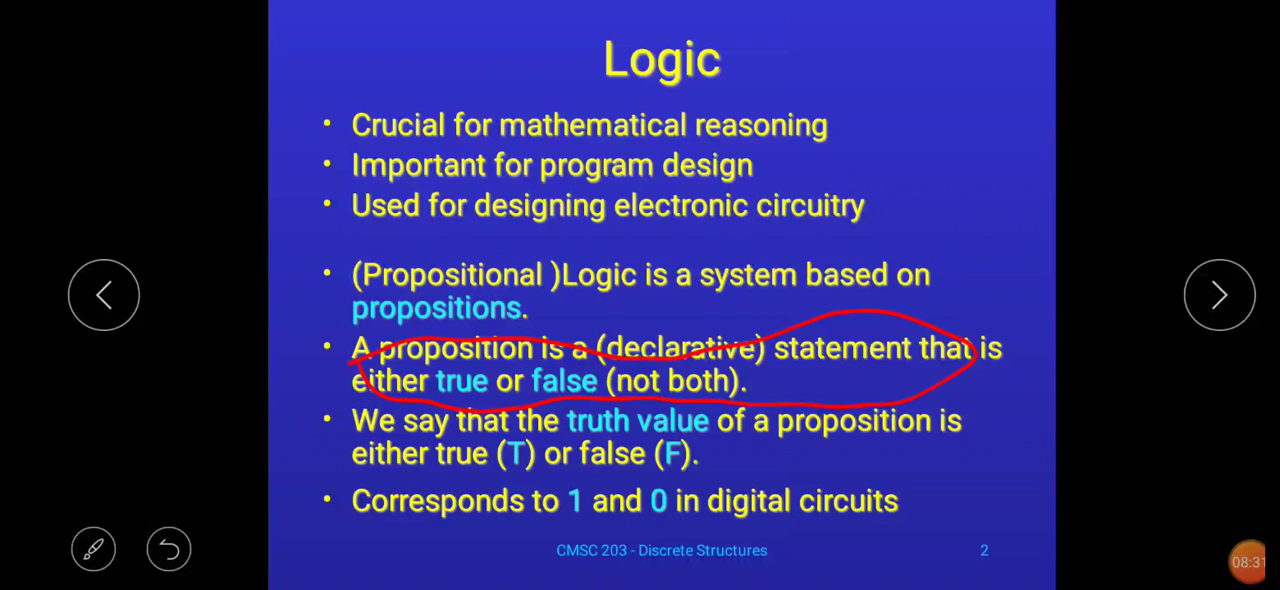 Logic
• Crucial for mathematical reasoning
• Important for program design
• Used for designing electronic circuitry
• (Propositional )Logic is a system based on
propositions.
• A proposition is a (declarative) statement that is
either true or false (not both).
• We say that the truth value of a proposition is
either true (T) or false (F).
• Corresponds to 1 and 0 in digital circuits
CMSC 203 - Discrete Structures 2
08:31